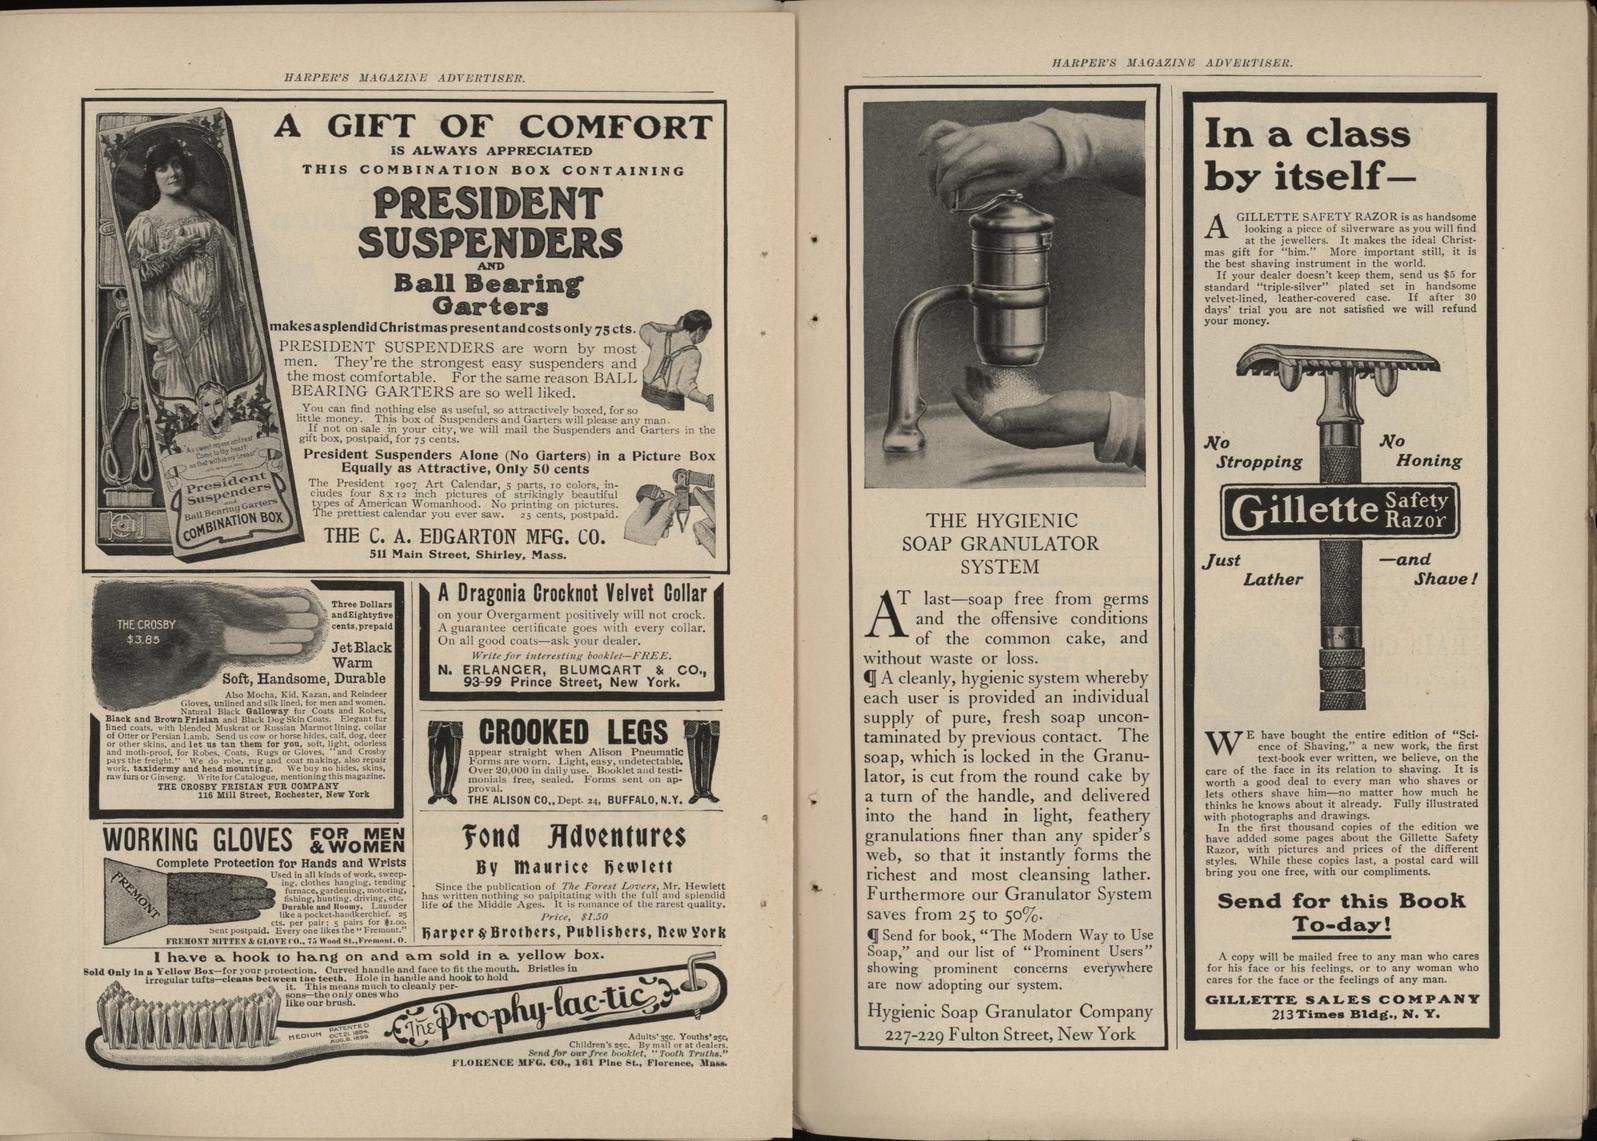 HARPER'S MAGAZINE ADVERTISER.
A GIFT OF COMFORT
IS ALWAYS APPRECIATED
THIS COMBINATION BOX CONTAINING
PRESIDENT
SUSPENDERS
AND
Ball Bearing
Garters
makes a splendid Christmas present and costs only 75 cts.
PRESIDENT SUSPENDERS are worn by most
men. They're the strongest easy suspenders and
the most comfortable. For the same reason BALL
BEARING GARTERS are so well liked.
You can find nothing else as useful, so attractively boxed, for so
little money. This box of Suspenders and Garters will please any man.
If not on sale in your city, we will mail the Suspenders and Garters in the
gift box, postpaid, for 75 cents.
President Suspenders Alone (No Garters) in a Picture Box
Equally as Attractive, Only 50 cents
The President 1907 Art Calendar, 5 parts, 10 colors, in-
cludes four 8 x 12 inch pictures of strikingly beautiful
types of American Womanhood. No printing on pictures.
The prettiest calendar you ever saw. 25 cents, postpaid.
THE C. A. EDGARTON MFG. CO.
511 Main Street, Shirley, Mass.
President
Suspenders
and
Ball Bearing Garters
COMBINATION BOX
THE CROSBY
$3.85
Three Dollars
and Eighty five
cents, prepaid
Jet Black
Warm
Soft, Handsome, Durable
Also Mocha, Kid, Kazan, and Reindeer
Gloves, unlined and silk lined, for men and women.
Natural Black Galloway fur Coats and Robes,
Black and Brown Frisian and Black Dog Skin Coats. Elegant fur
lined coats, with blended Muskrat or Russian Marmot lining, collar
of Otter or Persian Lamb. Send us cow or horse hides, calf, dog, deer
or other skins, and let us tan them for you, soft, light, odorless
and moth-proof, for Robes, Coats, Rugs or Gloves, "and Crosby
pays the freight." We do robe, rug and coat making, also repair
work, taxidermy and head mounting. We buy no hides, skins,
raw furs or Ginseng. Write for Catalogue, mentioning this magazine.
THE CROSBY FRISIAN FUR COMPANY
116 Mill Street, Rochester, New York
A Dragonia Crocknot Velvet Collar
on your Overgarment positively will not crock.
A guarantee certificate goes with every collar.
On all good coats—ask your dealer.
Write for interesting booklet—FREE.
N. ERLANGER, BLUMGART & CO.,
93-99 Prince Street, New York.
CROOKED LEGS
appear straight when Alison Pneumatic
Forms are worn. Light, easy, undetectable.
Over 20,000 in daily use. Booklet and testi-
monials free, sealed. Forms sent on ap-
proval.
THE ALISON CO., Dept. 24, BUFFALO, N.Y.
WORKING GLOVES FOR MEN
& WOMEN
Complete Protection for Hands and Wrists
FREMONT
Used in all kinds of work, sweep-
ing, clothes hanging, tending
furnace, gardening, motoring,
fishing, hunting, driving, etc.
Durable and Roomy. Launder
like a pocket-handkerchief. 25
cts. per pair; 5 pairs for $1.00.
Sent postpaid. Every one likes the "Fremont."
FREMONT MITTEN & GLOVE CO., 75 Wood St., Fremont, O.
Fond Adventures
By Maurice Hewlett
Since the publication of The Forest Lovers, Mr. Hewlett
has written nothing so palpitating with the full and splendid
life of the Middle Ages. It is romance of the rarest quality.
Price, $1.50
Harper & Brothers, Publishers, New York
I have a hook to hang on and am sold in a yellow box.
Sold Only in a Yellow Box—for your protection. Curved handle and face to fit the mouth. Bristles in
irregular tufts—cleans between the teeth. Hole in handle and hook to hold
it. This means much to cleanly per-
sons—the only ones who
like our brush.
MEDIUM
PATENTED
OCT. 21, 1884,
AUG. 8, 1899
The Pro-phy-lac-tic
Adults' 35c. Youths' 25c,
Children's 25c. By mail or at dealers.
Send for our free booklet, "Tooth Truths."
FLORENCE MFG. CO., 161 Pine St., Florence, Mass.
HARPER'S MAGAZINE ADVERTISER.
THE HYGIENIC
SOAP GRANULATOR
SYSTEM
AT last—soap free from germs
and the offensive conditions
of the common cake, and
without waste or loss.
¶ A cleanly, hygienic system whereby
each user is provided an individual
supply of pure, fresh soap uncon-
taminated by previous contact. The
soap, which is locked in the Granu-
lator, is cut from the round cake by
a turn of the handle, and delivered
into the hand in light, feathery
granulations finer than any spider's
web, so that it instantly forms the
richest and most cleansing lather.
Furthermore our Granulator System
saves from 25 to 50%.
¶ Send for book, "The Modern Way to Use
Soap," and our list of "Prominent Users"
showing prominent concerns everywhere
are now adopting our system.
Hygienic Soap Granulator Company
227-229 Fulton Street, New York
In a class
by itself—
A GILLETTE SAFETY RAZOR is as handsome
looking a piece of silverware as you will find
at the jewellers. It makes the ideal Christ-
mas gift for "him." More important still, it is
the best shaving instrument in the world.
If your dealer doesn't keep them, send us $5 for
standard "triple-silver" plated set in handsome
velvet-lined, leather-covered case. If after 30
days' trial you are not satisfied we will refund
your money.
No
Stropping
No
Honing
Gillette Safety
Razor
Just
Lather
—and
Shave!
WE have bought the entire edition of "Sci-
ence of Shaving," a new work, the first
text-book ever written, we believe, on the
care of the face in its relation to shaving. It is
worth a good deal to every man who shaves or
lets others shave him—no matter how much he
thinks he knows about it already. Fully illustrated
with photographs and drawings.
In the first thousand copies of the edition we
have added some pages about the Gillette Safety
Razor, with pictures and prices of the different
styles. While these copies last, a postal card will
bring you one free, with our compliments.
Send for this Book
To-day!
A copy will be mailed free to any man who cares
for his face or his feelings, or to any woman who
cares for the face or the feelings of any man.
GILLETTE SALES COMPANY
213 Times Bldg., N. Y.